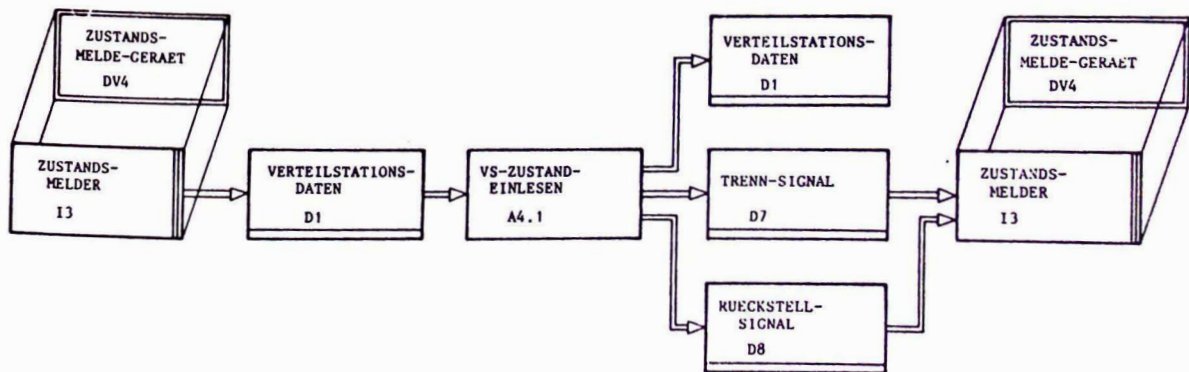 ZUSTANDS-
MELDE-GERAET
DV4
ZUSTANDS-
MELDER
I3
VERTEILSTATIONS-
DATEN
D1
VS-ZUSTAND-
EINLESEN
A4.1
VERTEILSTATIONS-
DATEN
D1
TRENN-SIGNAL
D7
RUECKSTELL-
SIGNAL
D8
ZUSTANDS-
MELDE-GERAET
DV4
ZUSTANDS-
MELDER
I3